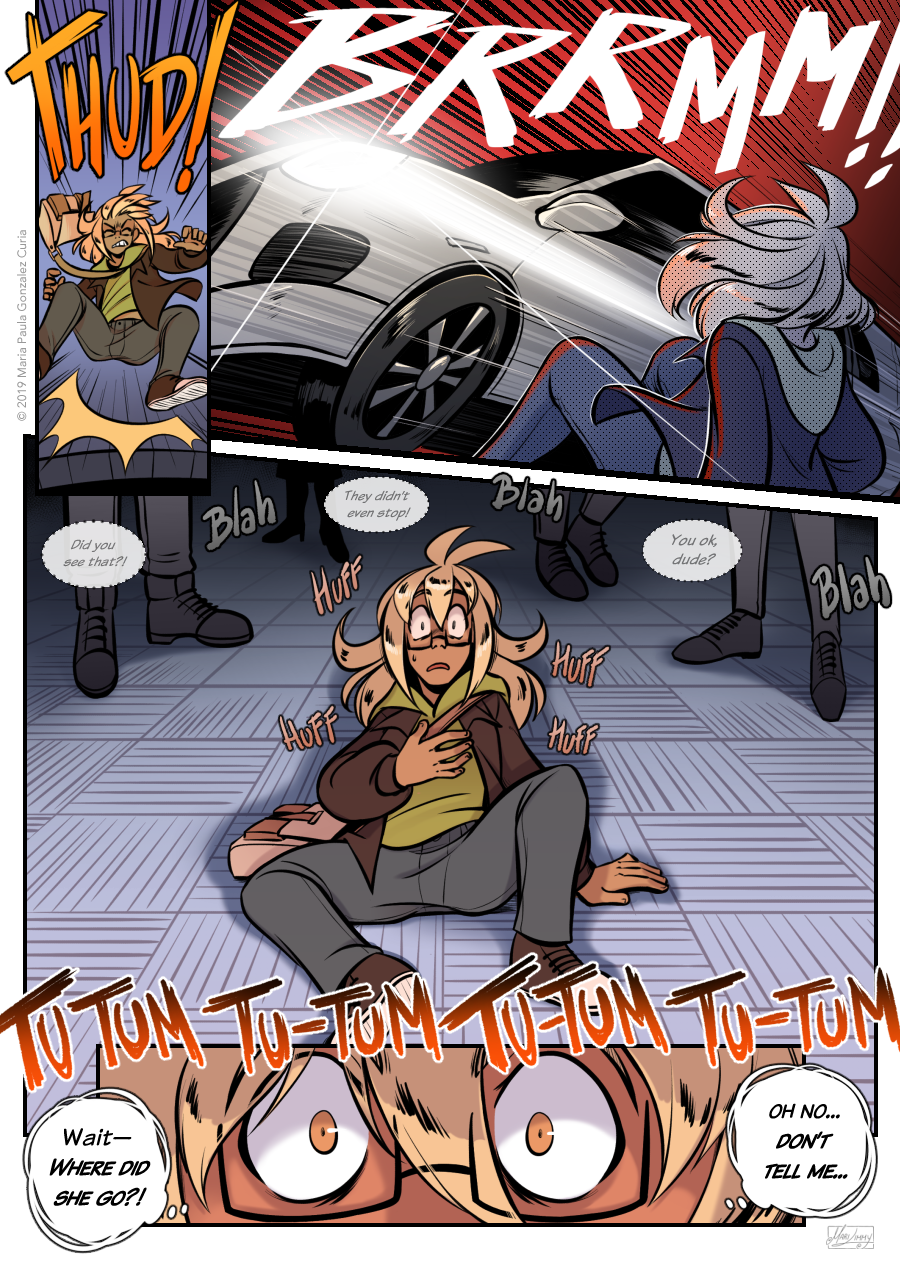 THUD!
BRRMM!!
© 2019 Maria Paula Gonzalez Curia
Did you
see that?!
Blah
They didn't
even stop!
Blah
You ok,
dude?
Blah
HUFF
HUFF
HUFF
HUFF
TU TUM TU-TUM TU-TUM TU-TUM
Wait—
WHERE DID
SHE GO?!
OH NO...
DON'T
TELL ME...